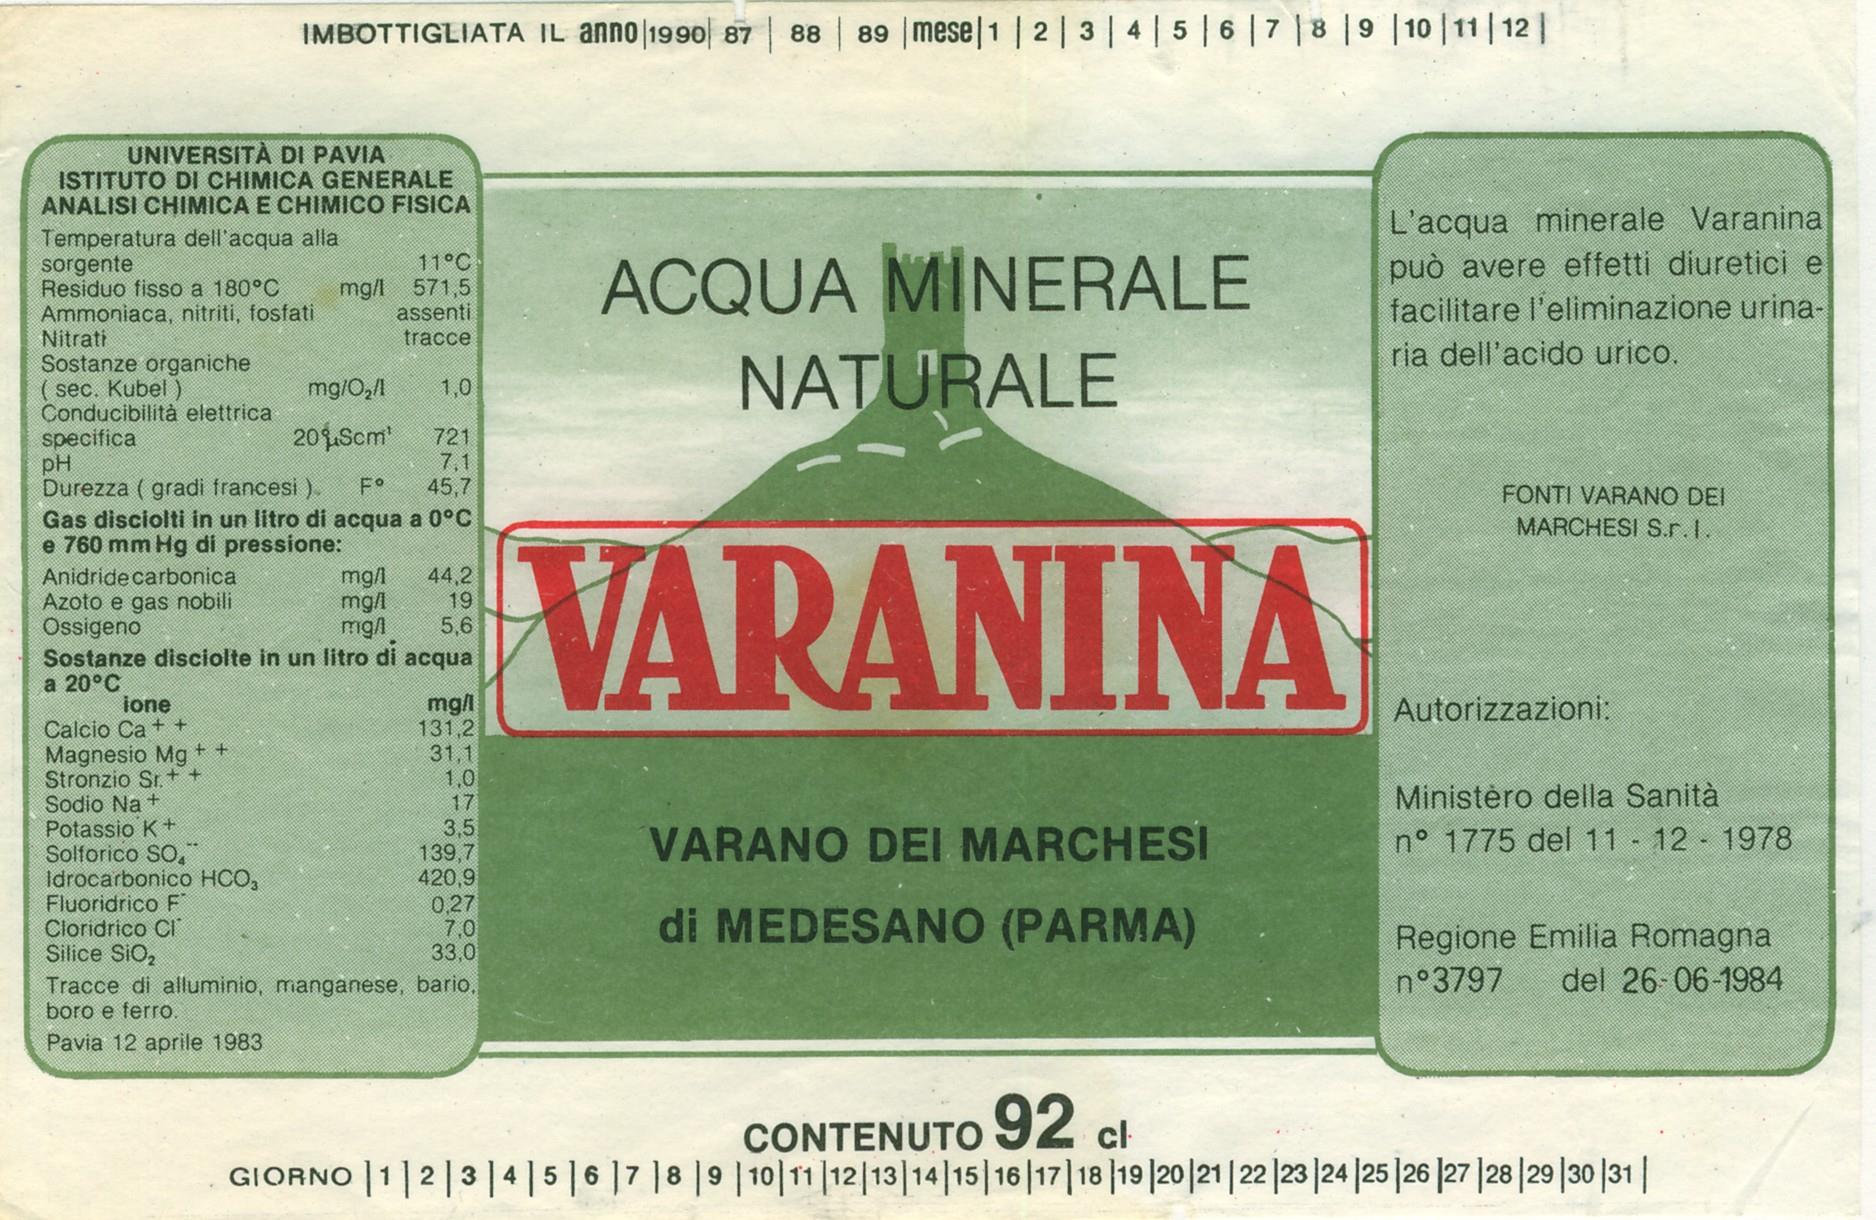 IMBOTTIGLIATA IL anno|1990| 87 | 88 | 89 |mese|1 | 2 | 3 | 4 | 5 | 6 | 7 | 8 | 9 |10|11|12|
UNIVERSITÀ DI PAVIA
ISTITUTO DI CHIMICA GENERALE
ANALISI CHIMICA E CHIMICO FISICA
Temperatura dell'acqua alla
sorgente 11°C
Residuo fisso a 180°C mg/l 571,5
Ammoniaca, nitriti, fosfati assenti
Nitrati tracce
Sostanze organiche
( sec. Kubel ) mg/O₂/l 1,0
Conducibilità elettrica
specifica 20°μScm¹ 721
pH 7,1
Durezza ( gradi francesi ). F° 45,7
Gas disciolti in un litro di acqua a 0°C
e 760 mm Hg di pressione:
Anidride carbonica mg/l 44,2
Azoto e gas nobili mg/l 19
Ossigeno mg/l 5,6
Sostanze disciolte in un litro di acqua
a 20°C
ione mg/l
Calcio Ca⁺⁺ 131,2
Magnesio Mg⁺⁺ 31,1
Stronzio Sr.⁺⁺ 1,0
Sodio Na⁺ 17
Potassio K⁺ 3,5
Solforico SO₄⁻⁻ 139,7
Idrocarbonico HCO₃ 420,9
Fluoridrico F⁻ 0,27
Cloridrico Cl⁻ 7,0
Silice SiO₂ 33,0
Tracce di alluminio, manganese, bario,
boro e ferro.
Pavia 12 aprile 1983
ACQUA MINERALE
NATURALE
VARANINA
VARANO DEI MARCHESI
di MEDESANO (PARMA)
L'acqua minerale Varanina
può avere effetti diuretici e
facilitare l'eliminazione urina-
ria dell'acido urico.
FONTI VARANO DEI
MARCHESI S.r.l.
Autorizzazioni:
Ministèro della Sanità
n° 1775 del 11 - 12 - 1978
Regione Emilia Romagna
n°3797 del 26-06-1984
CONTENUTO 92 cl
GIORNO |1|2|3|4|5|6|7|8|9|10|11|12|13|14|15|16|17|18|19|20|21|22|23|24|25|26|27|28|29|30|31|